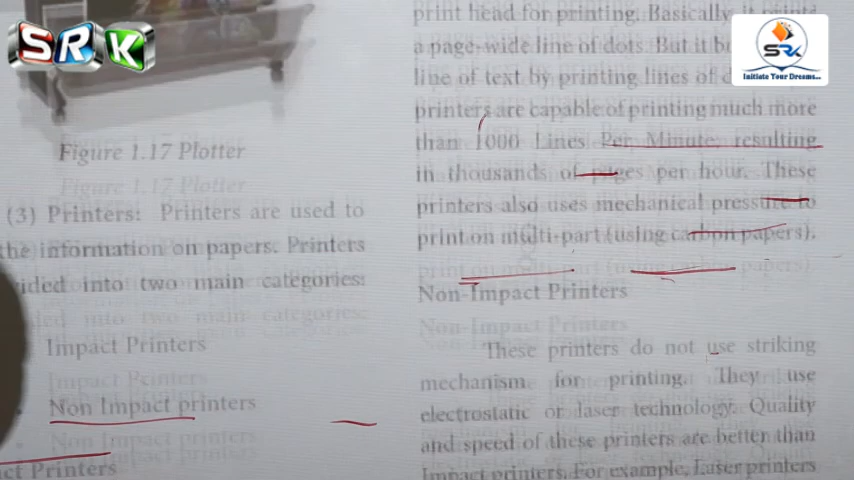 SRK
SRK
Initiate Your Dreams...
Figure 1.17 Plotter
(3) Printers: Printers are used to
the information on papers. Printers
ided into two main categories:
Impact Printers
Non Impact printers
ct Printers
print head for printing. Basically it prints
a page-wide line of dots. But it b
line of text by printing lines of d
printers are capable of printing much more
than 1000 Lines Per Minute, resulting
in thousands of pages per hour. These
printers also uses mechanical pressure to
print on multi-part (using carbon papers).
Non-Impact Printers
These printers do not use striking
mechanism for printing. They use
electrostatic or laser technology. Quality
and speed of these printers are better than
Impact printers. For example, Laser printers